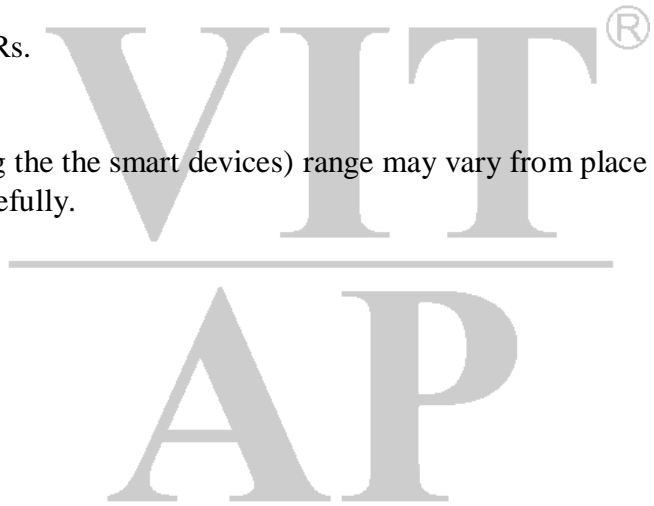 VIT®
Rs.
g the the smart devices) range may vary from place
efully.
AP